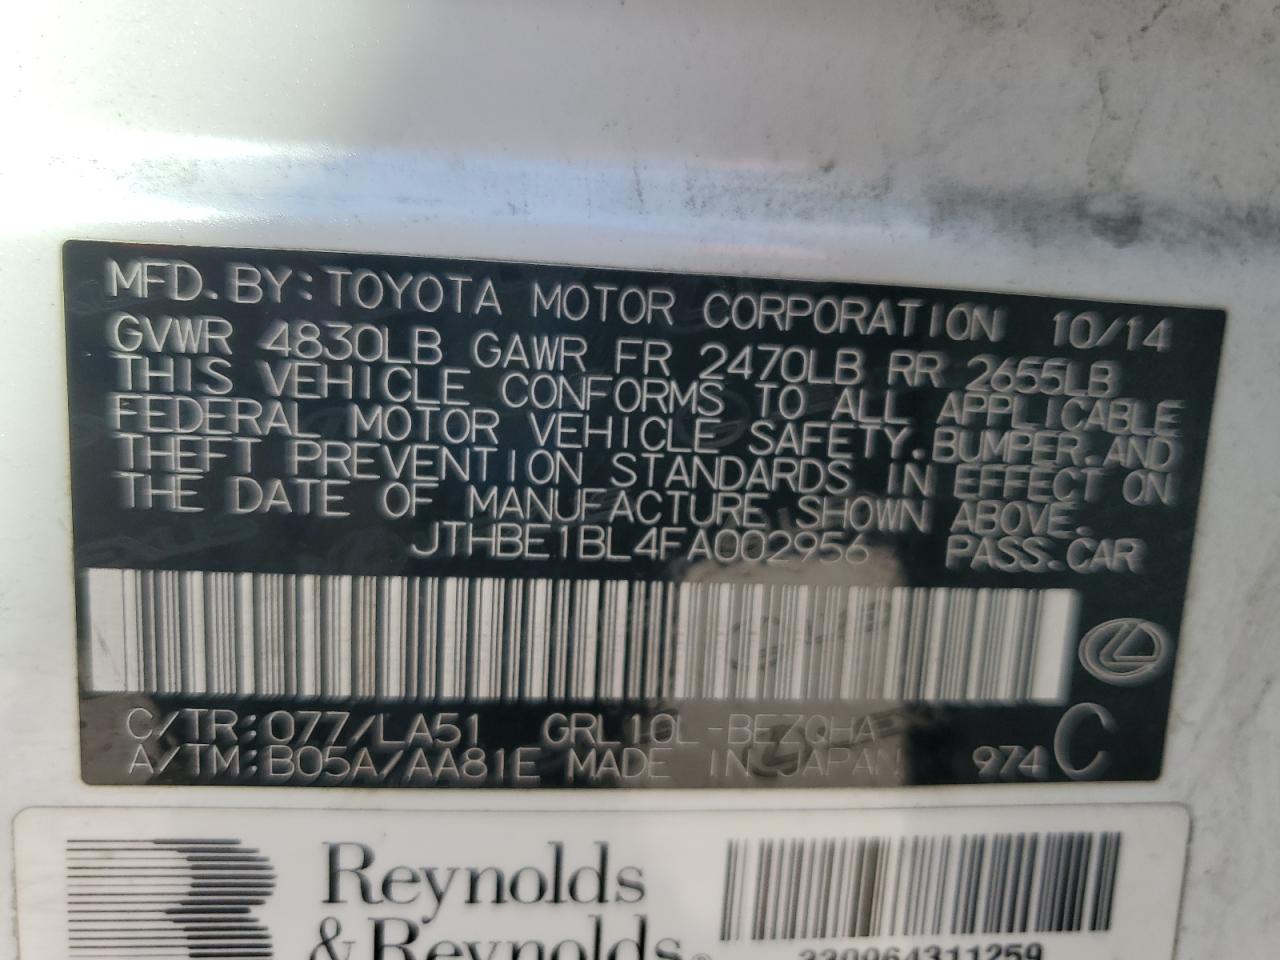 MFD.BY:TOYOTA MOTOR CORPORATION 10/14
GVWR 4830LB GAWR FR 2470LB RR 2655LB
THIS VEHICLE CONFORMS TO ALL APPLICABLE
FEDERAL MOTOR VEHICLE SAFETY.BUMPER.AND
THEFT PREVENTION STANDARDS IN EFFECT ON
THE DATE OF MANUFACTURE SHOWN ABOVE.
JTHBE1BL4FA002956 PASS.CAR
C/TR:077/LA51 GRL10L-BEZQHA
A/TM:B05A/AA81E MADE IN JAPAN 974 C
Reynolds
& Reynolds®
330064311259